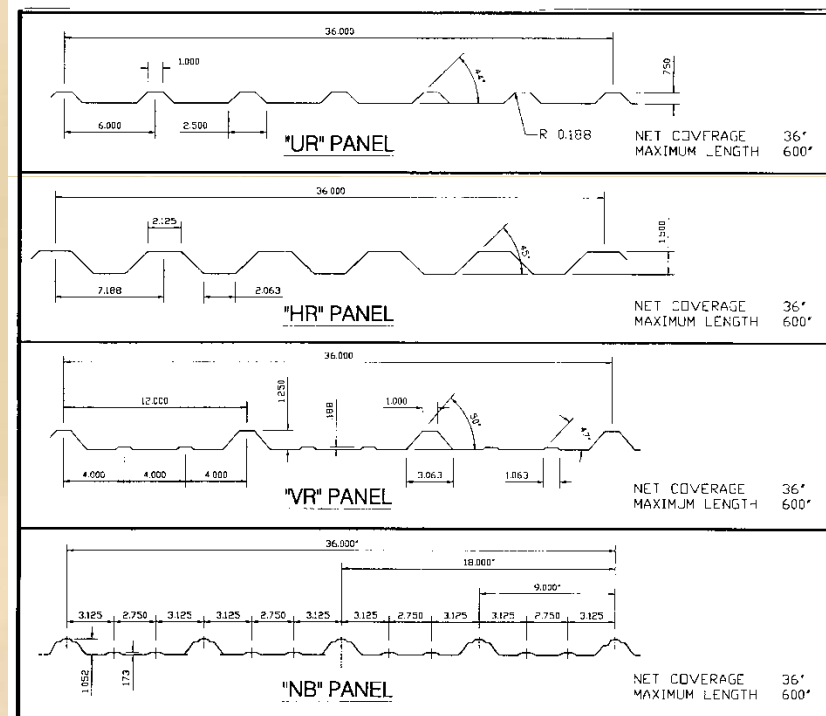 36.000
1.000
44°
.750
6.000
2.500
R 0.188
"UR" PANEL
NET COVERAGE 36"
MAXIMUM LENGTH 600"
36.000
2.125
45°
1.500
7.188
2.063
"HR" PANEL
NET COVERAGE 36"
MAXIMUM LENGTH 600"
36.000
12.000
1.250
.188
1.000
50°
47°
4.000 4.000 4.000
3.063
1.063
"VR" PANEL
NET COVERAGE 36"
MAXIMUM LENGTH 600"
36.000"
18.000"
9.000"
3.125 2.750 3.125 3.125 2.750 3.125 3.125 2.750 3.125 3.125 2.750 3.125
1.052
.173
"NB" PANEL
NET COVERAGE 36"
MAXIMUM LENGTH 600"